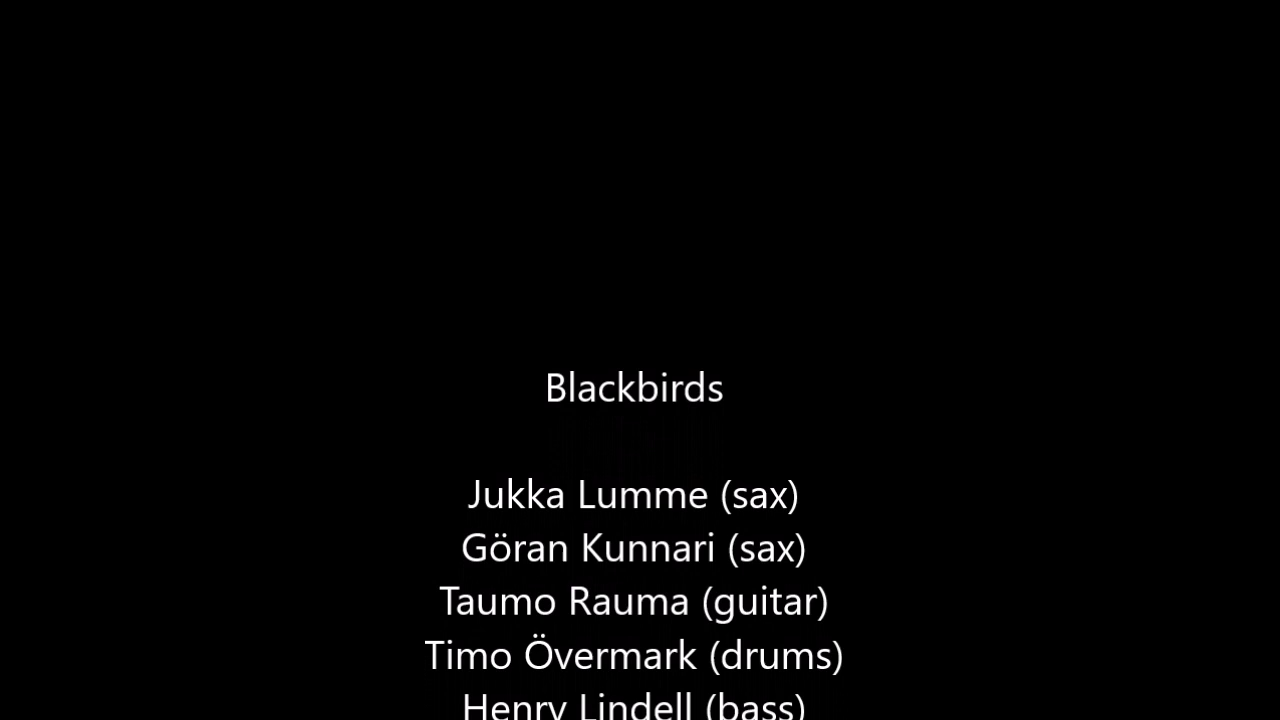 Blackbirds
Jukka Lumme (sax)
Göran Kunnari (sax)
Taumo Rauma (guitar)
Timo Övermark (drums)
Henry Lindell (bass)